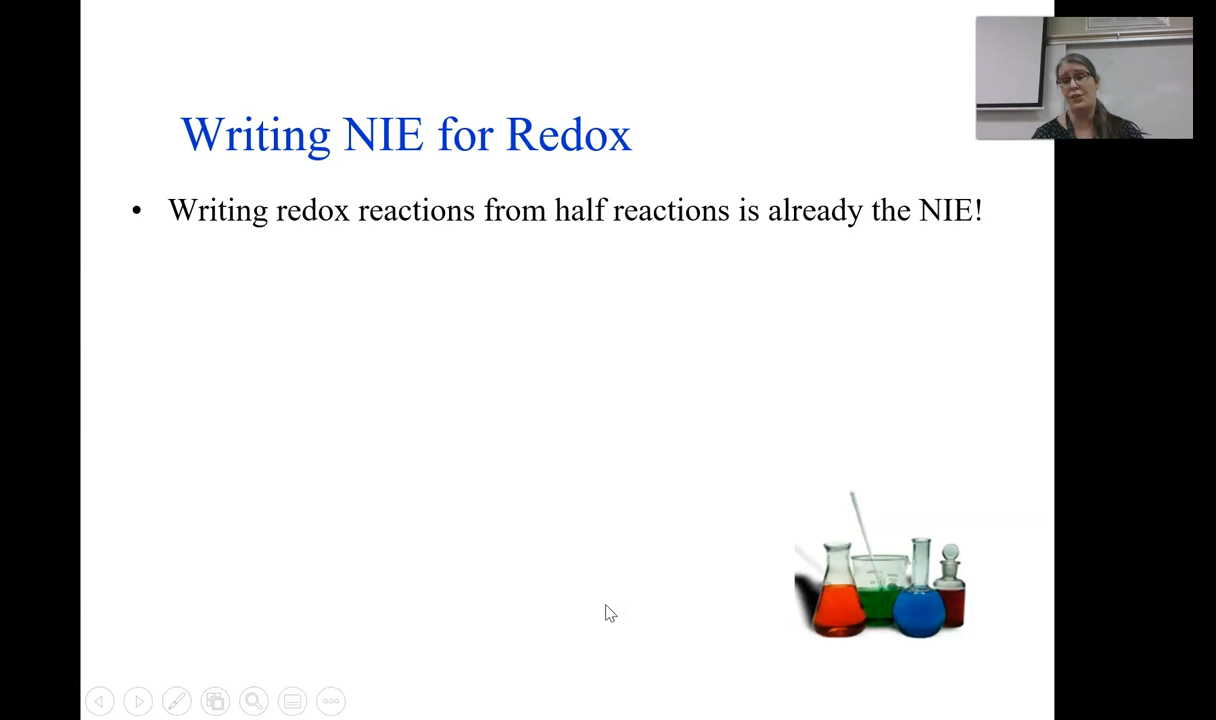 Writing NIE for Redox
• Writing redox reactions from half reactions is already the NIE!